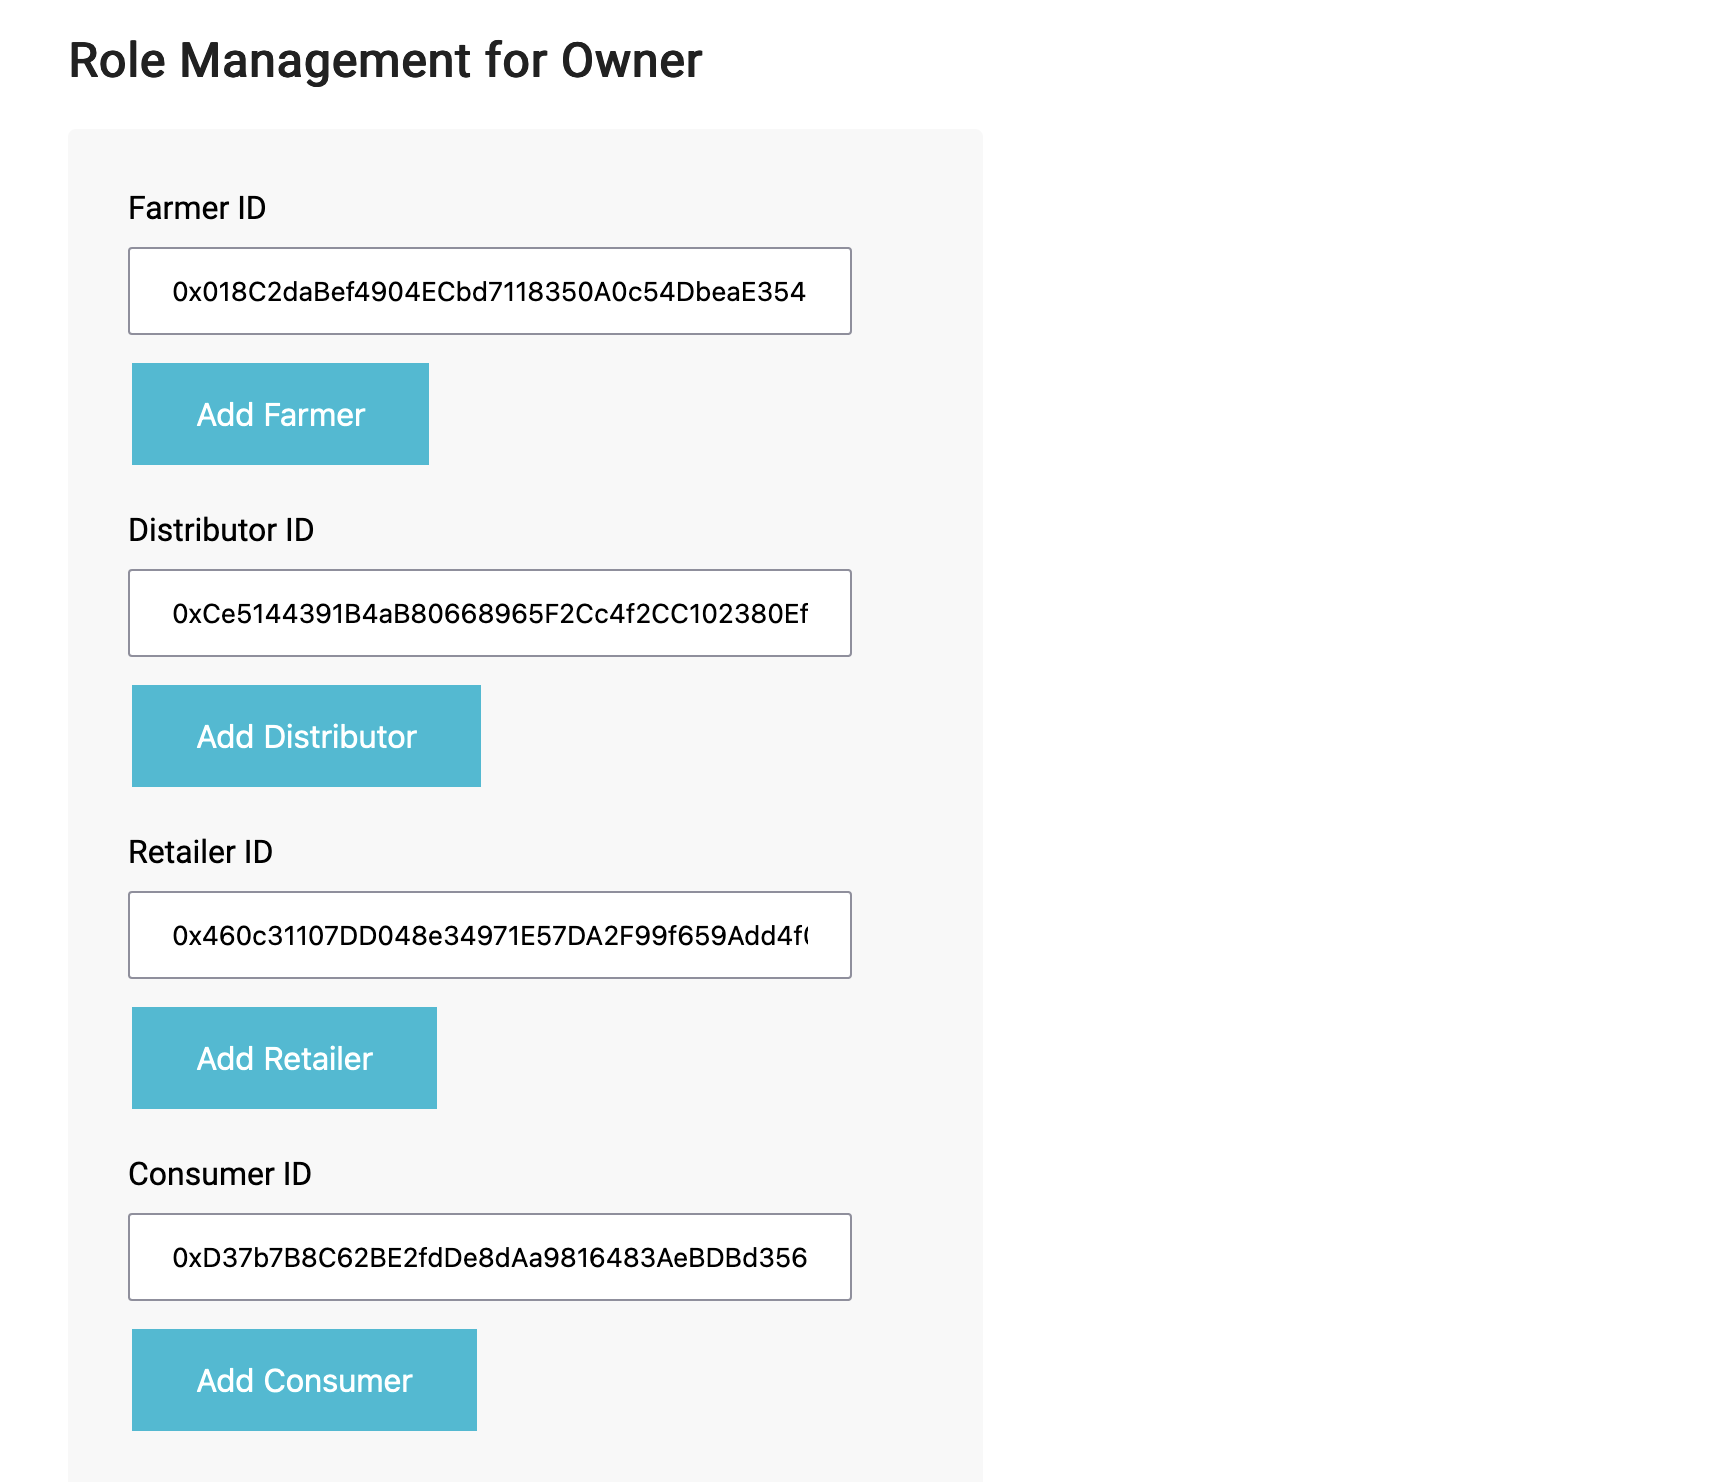 Role Management for Owner
Farmer ID
0x018C2daBef4904ECbd7118350A0c54DbeaE354
Add Farmer
Distributor ID
0xCe5144391B4aB80668965F2Cc4f2CC102380Ef
Add Distributor
Retailer ID
0x460c31107DD048e34971E57DA2F99f659Add4f
Add Retailer
Consumer ID
0xD37b7B8C62BE2fdDe8dAa9816483AeBDBd356
Add Consumer